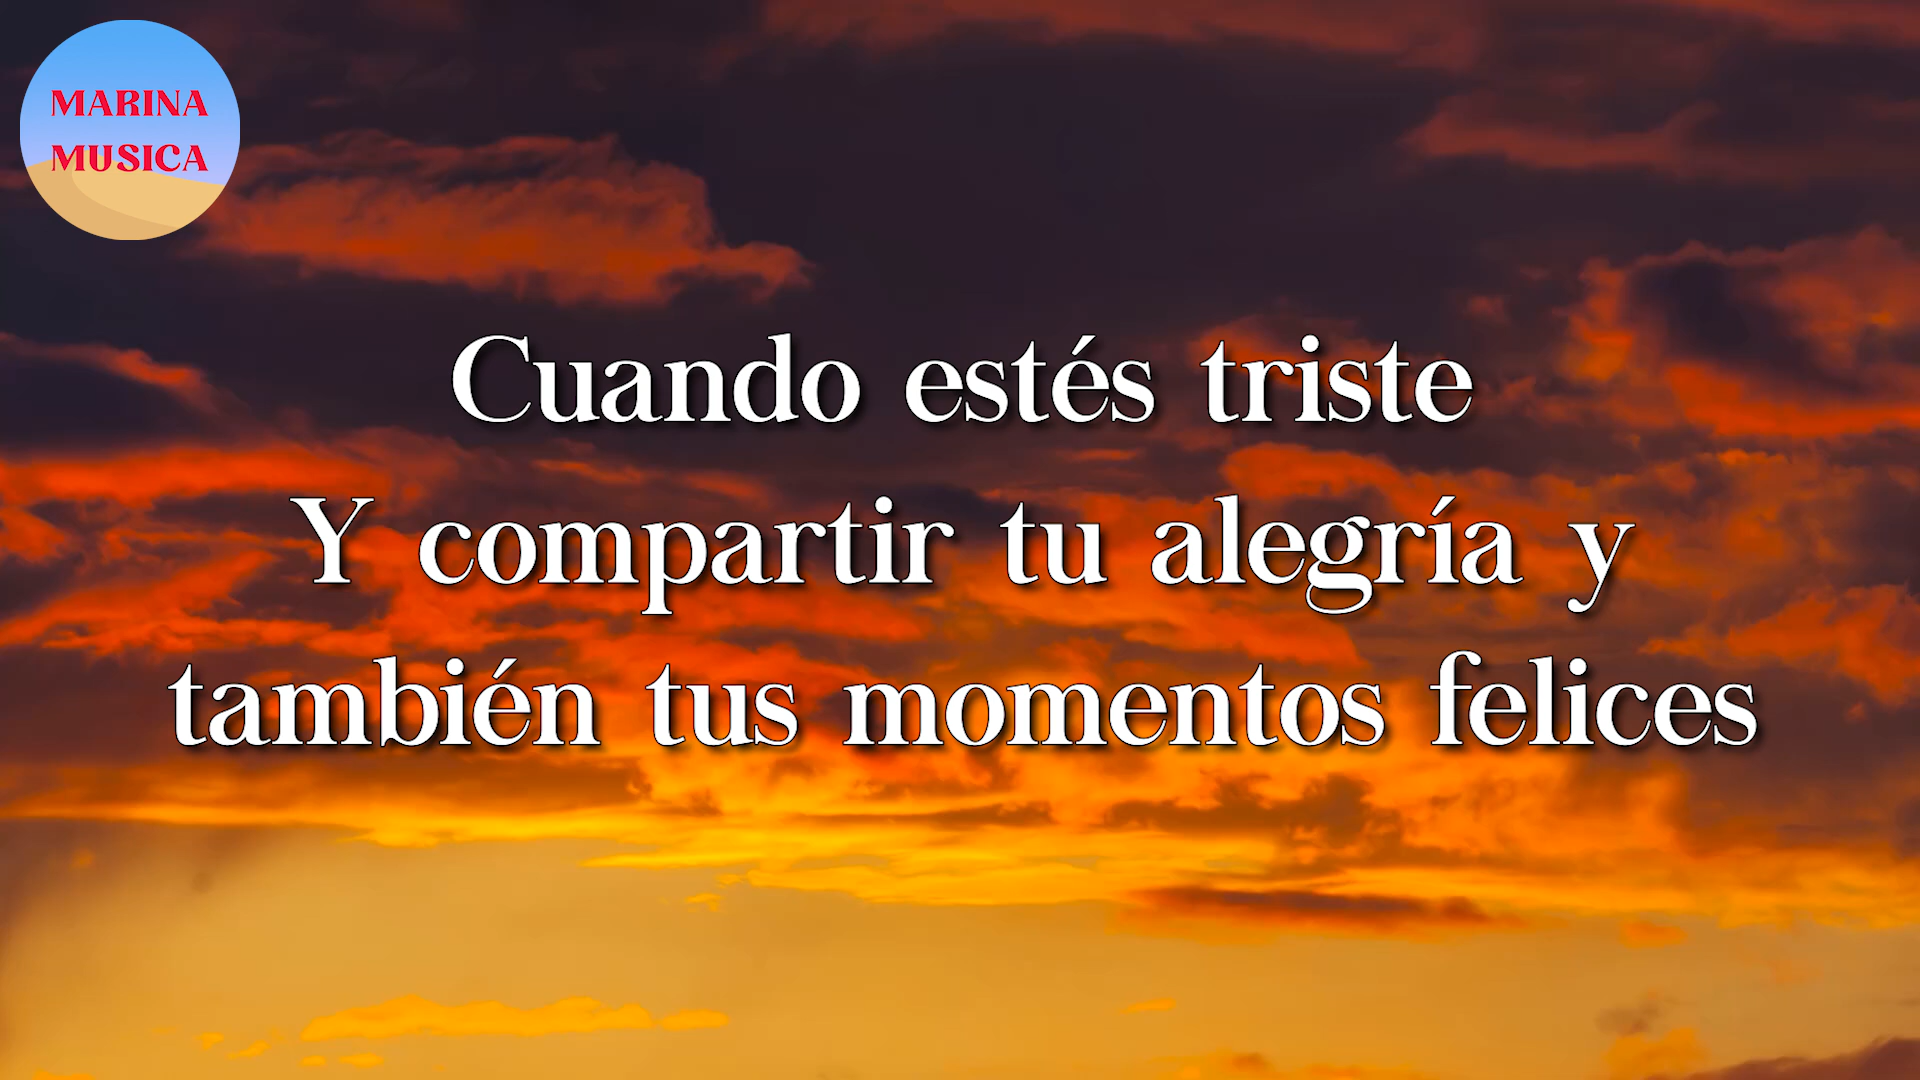 MARINA
MUSICA
Cuando estés triste
Y compartir tu alegría y
también tus momentos felices